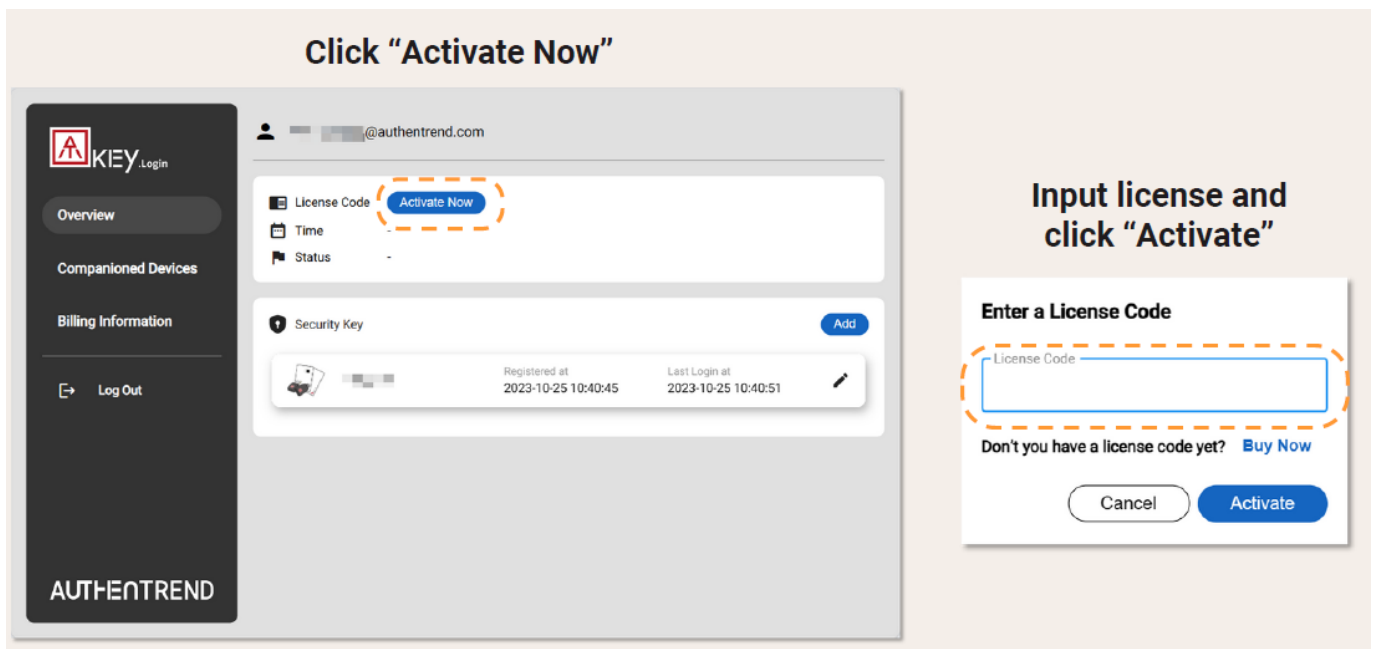 Click “Activate Now”
ATKEY.Login
Overview
Companioned Devices
Billing Information
Log Out
AUTHENTREND
@authentrend.com
License Code Activate Now
Time -
Status -
Security Key Add
Registered at Last Login at
2023-10-25 10:40:45 2023-10-25 10:40:51
Input license and
click “Activate”
Enter a License Code
License Code
Don't you have a license code yet? Buy Now
Cancel Activate